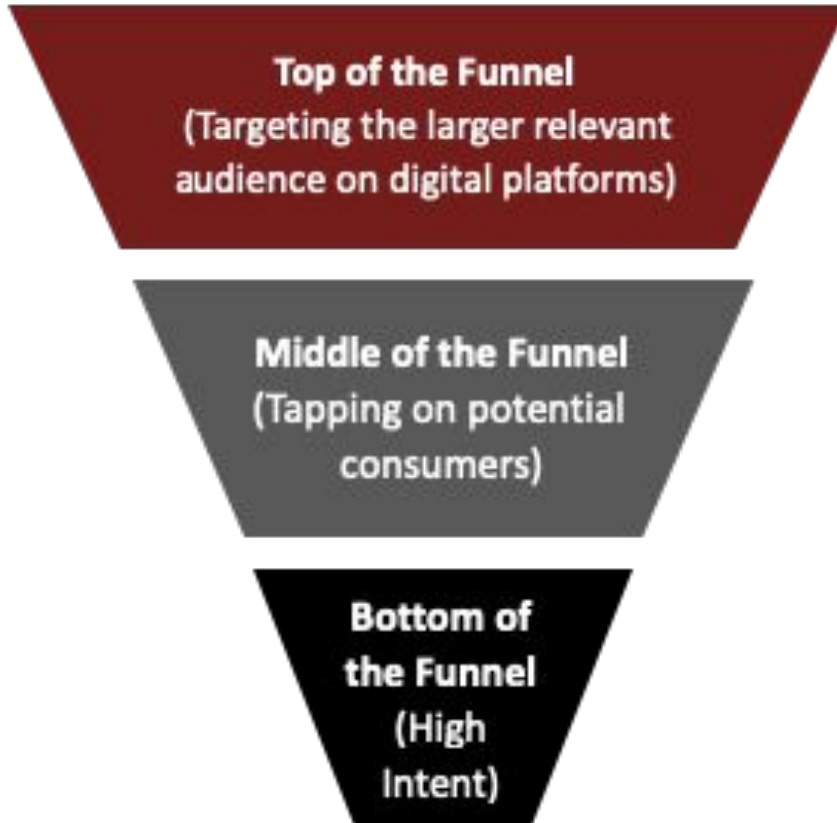 Top of the Funnel
(Targeting the larger relevant
audience on digital platforms)
Middle of the Funnel
(Tapping on potential
consumers)
Bottom of
the Funnel
(High
Intent)